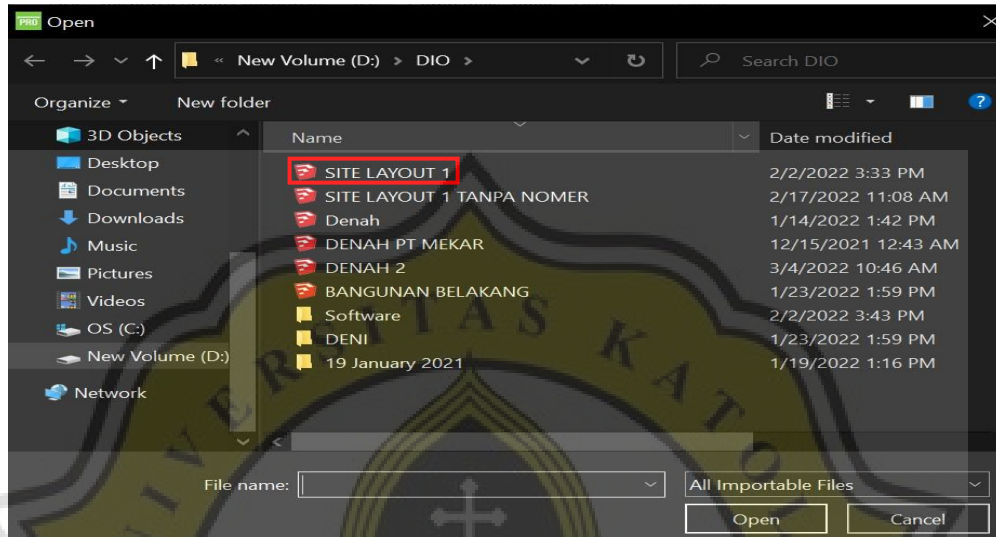 PRO Open
« New Volume (D:) > DIO >
Search DIO
Organize
New folder
?
Name
Date modified
3D Objects
Desktop
Documents
Downloads
Music
Pictures
Videos
OS (C:)
New Volume (D:)
Network
SITE LAYOUT 1 2/2/2022 3:33 PM
SITE LAYOUT 1 TANPA NOMER 2/17/2022 11:08 AM
Denah 1/14/2022 1:42 PM
DENAH PT MEKAR 12/15/2021 12:43 AM
DENAH 2 3/4/2022 10:46 AM
BANGUNAN BELAKANG 1/23/2022 1:59 PM
Software 2/2/2022 3:43 PM
DENI 1/23/2022 1:59 PM
19 January 2021 1/19/2022 1:16 PM
File name:
All Importable Files
Open
Cancel